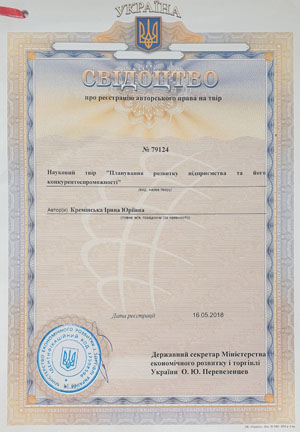 УКРАЇНА
СВІДОЦТВО
про реєстрацію авторського права на твір
№ 79124
Науковий твір "Планування розвитку підприємства та його
конкурентоспроможності"
(вид, назва твору)
Автор(и) Кремінська Ірина Юріївна
(повне ім'я, псевдонім (за наявності))
Дата реєстрації 16.05.2018
Державний секретар Міністерства
економічного розвитку і торгівлі
України О. Ю. Перевезенцев